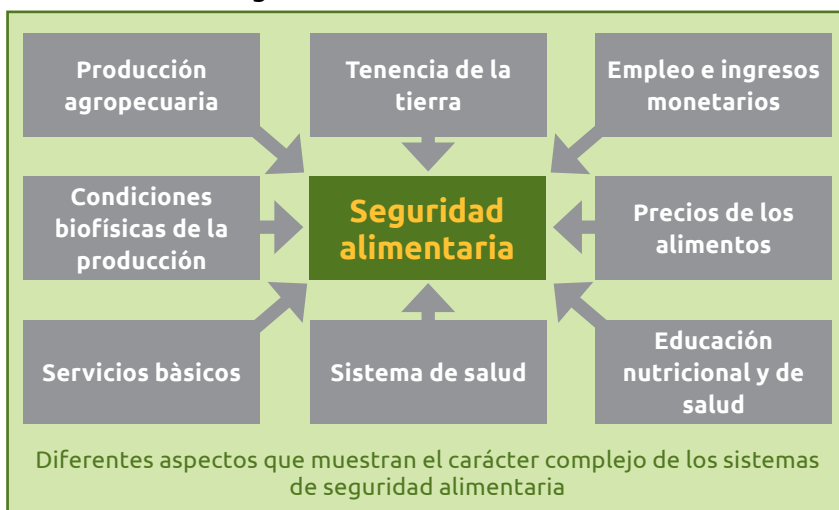 Producción
agropecuaria
Tenencia de la
tierra
Empleo e ingresos
monetarios
Condiciones
biofísicas de la
producción
Seguridad
alimentaria
Precios de los
alimentos
Servicios bàsicos
Sistema de salud
Educación
nutricional y de
salud
Diferentes aspectos que muestran el carácter complejo de los sistemas
de seguridad alimentaria